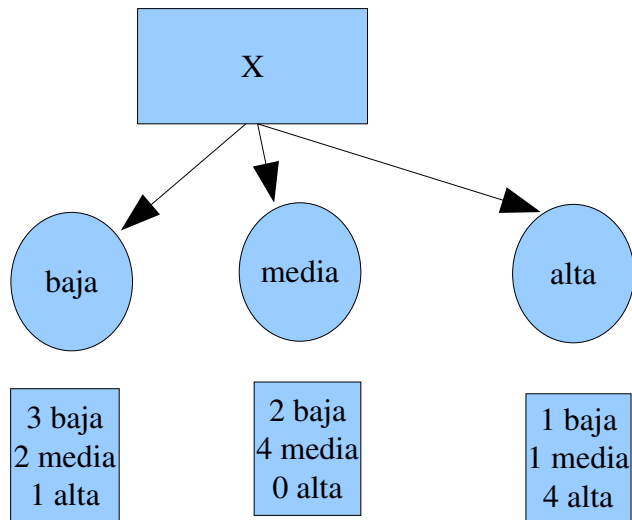 X
baja
media
alta
3 baja
2 media
1 alta
2 baja
4 media
0 alta
1 baja
1 media
4 alta